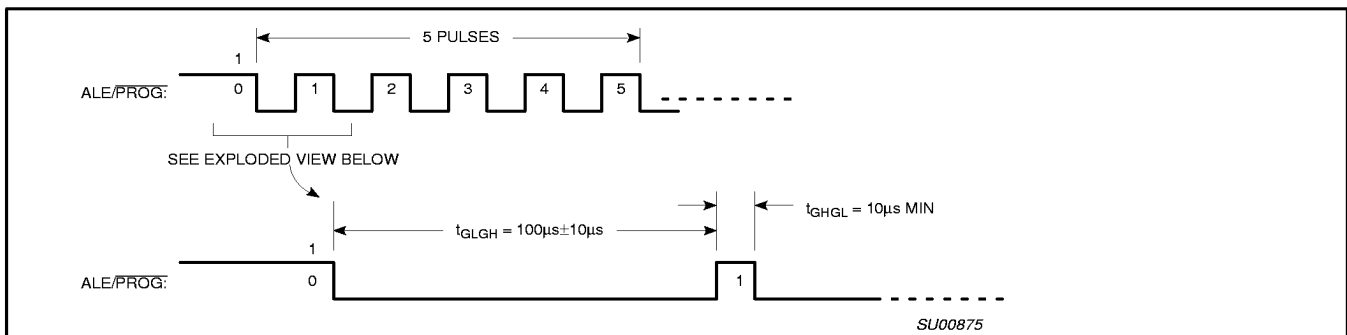 5 PULSES
1
ALE/PROG: 0 1 2 3 4 5
SEE EXPLODED VIEW BELOW
tGHGL = 10µs MIN
tGLGH = 100µs±10µs
1
ALE/PROG: 0 1
SU00875